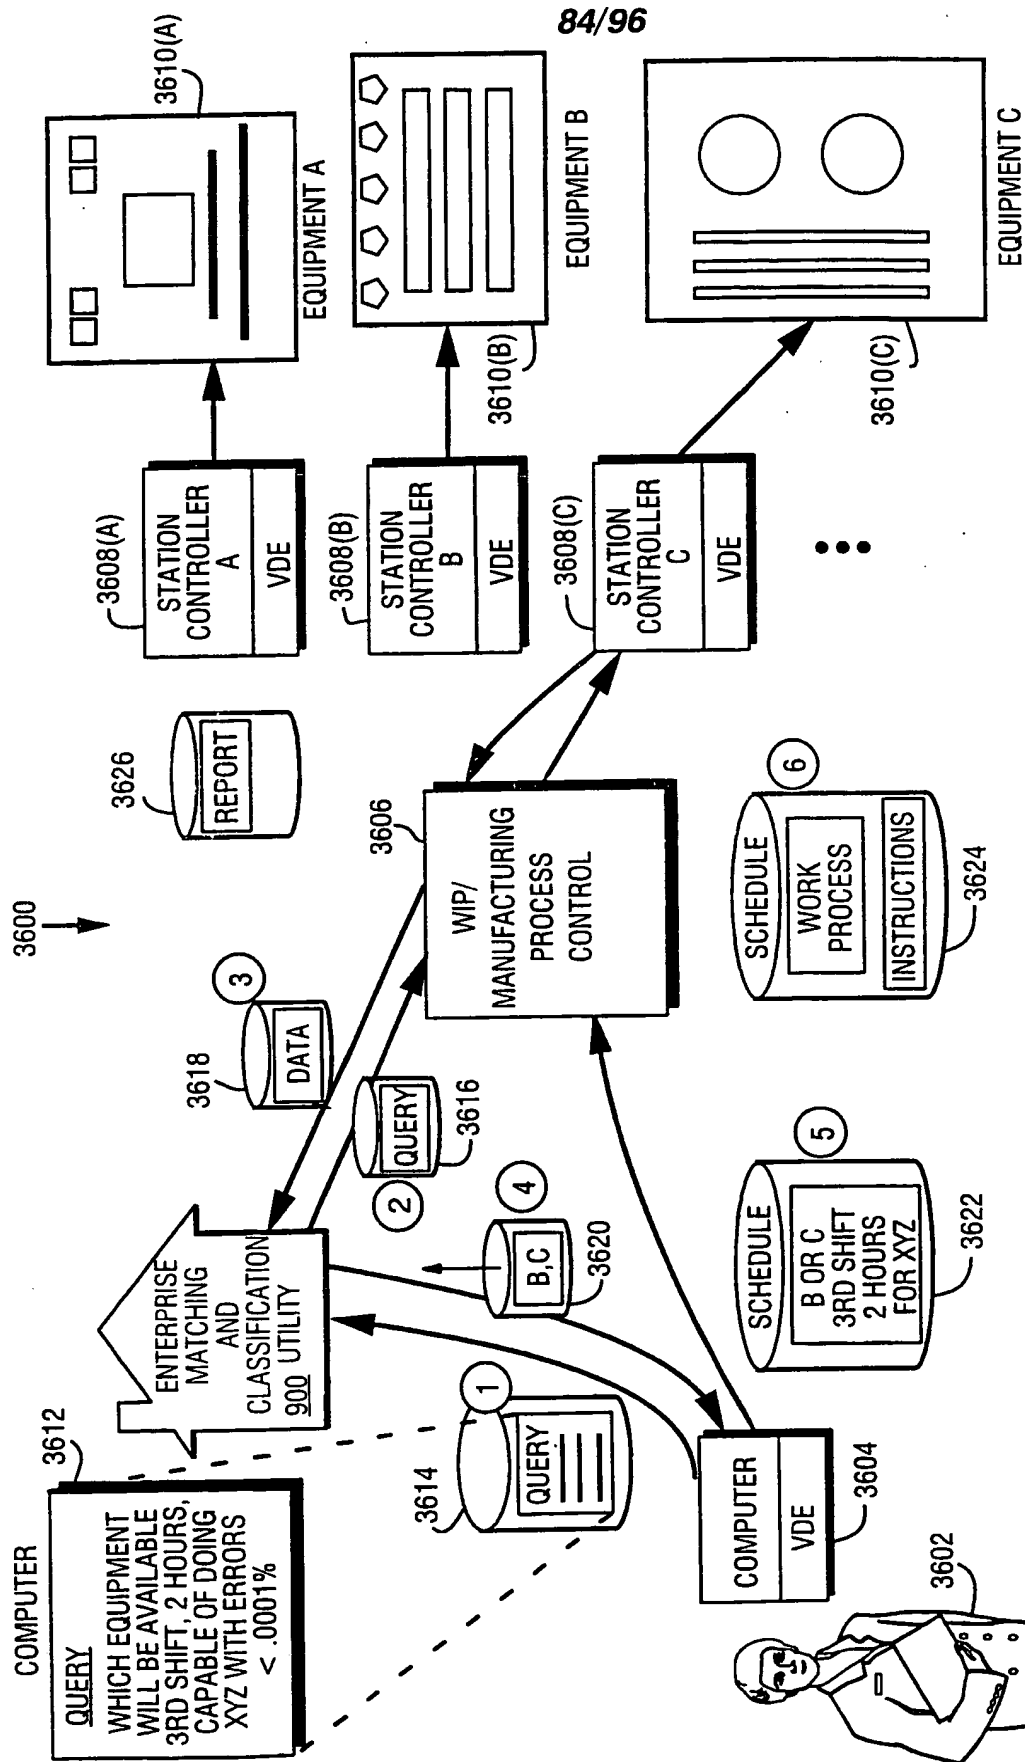 84/96
3600
COMPUTER
3612
QUERY
WHICH EQUIPMENT
WILL BE AVAILABLE
3RD SHIFT, 2 HOURS,
CAPABLE OF DOING
XYZ WITH ERRORS
< .0001%
ENTERPRISE
MATCHING
AND
CLASSIFICATION
900 UTILITY
3614
1
QUERY
2
QUERY
3616
3618
3
DATA
4
B,C
3620
3626
REPORT
3606
WIP/
MANUFACTURING
PROCESS
CONTROL
3608(A)
STATION
CONTROLLER
A
VDE
3610(A)
EQUIPMENT A
3608(B)
STATION
CONTROLLER
B
VDE
3610(B)
EQUIPMENT B
3608(C)
STATION
CONTROLLER
C
VDE
3610(C)
EQUIPMENT C
COMPUTER
VDE
3604
3602
5
SCHEDULE
B OR C
3RD SHIFT
2 HOURS
FOR XYZ
3622
6
SCHEDULE
WORK
PROCESS
INSTRUCTIONS
3624